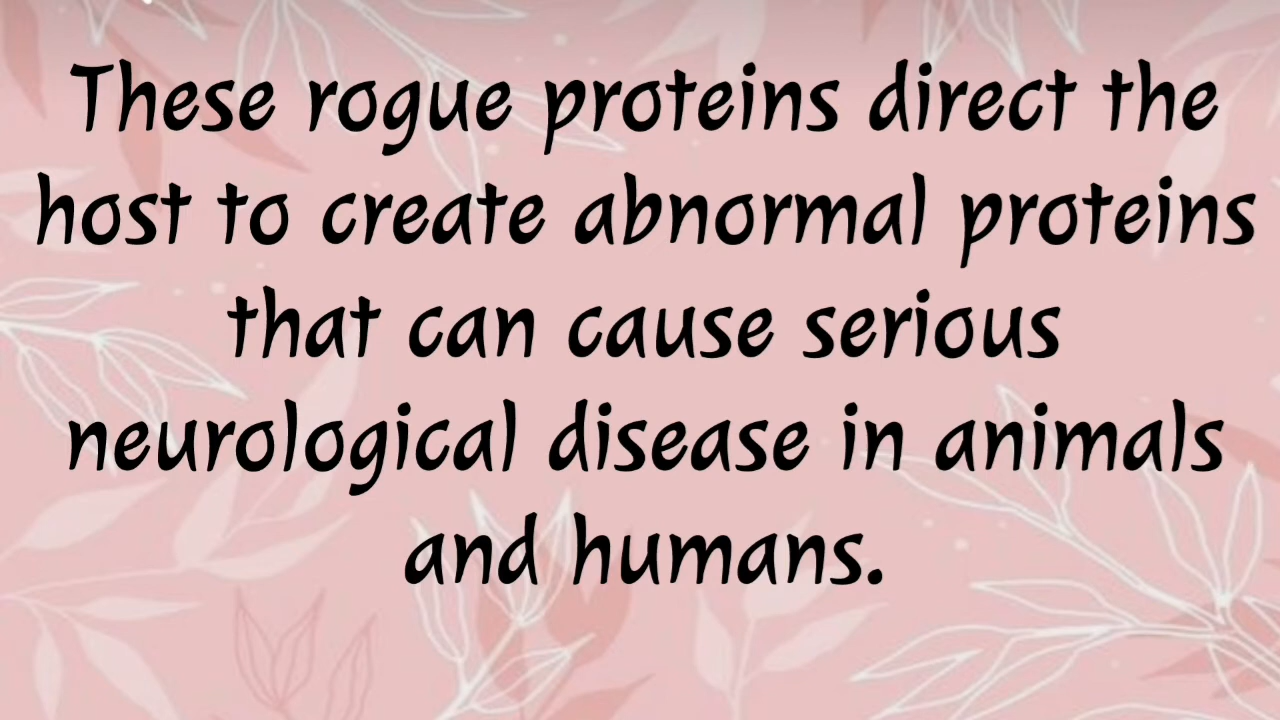 These rogue proteins direct the
host to create abnormal proteins
that can cause serious
neurological disease in animals
and humans.